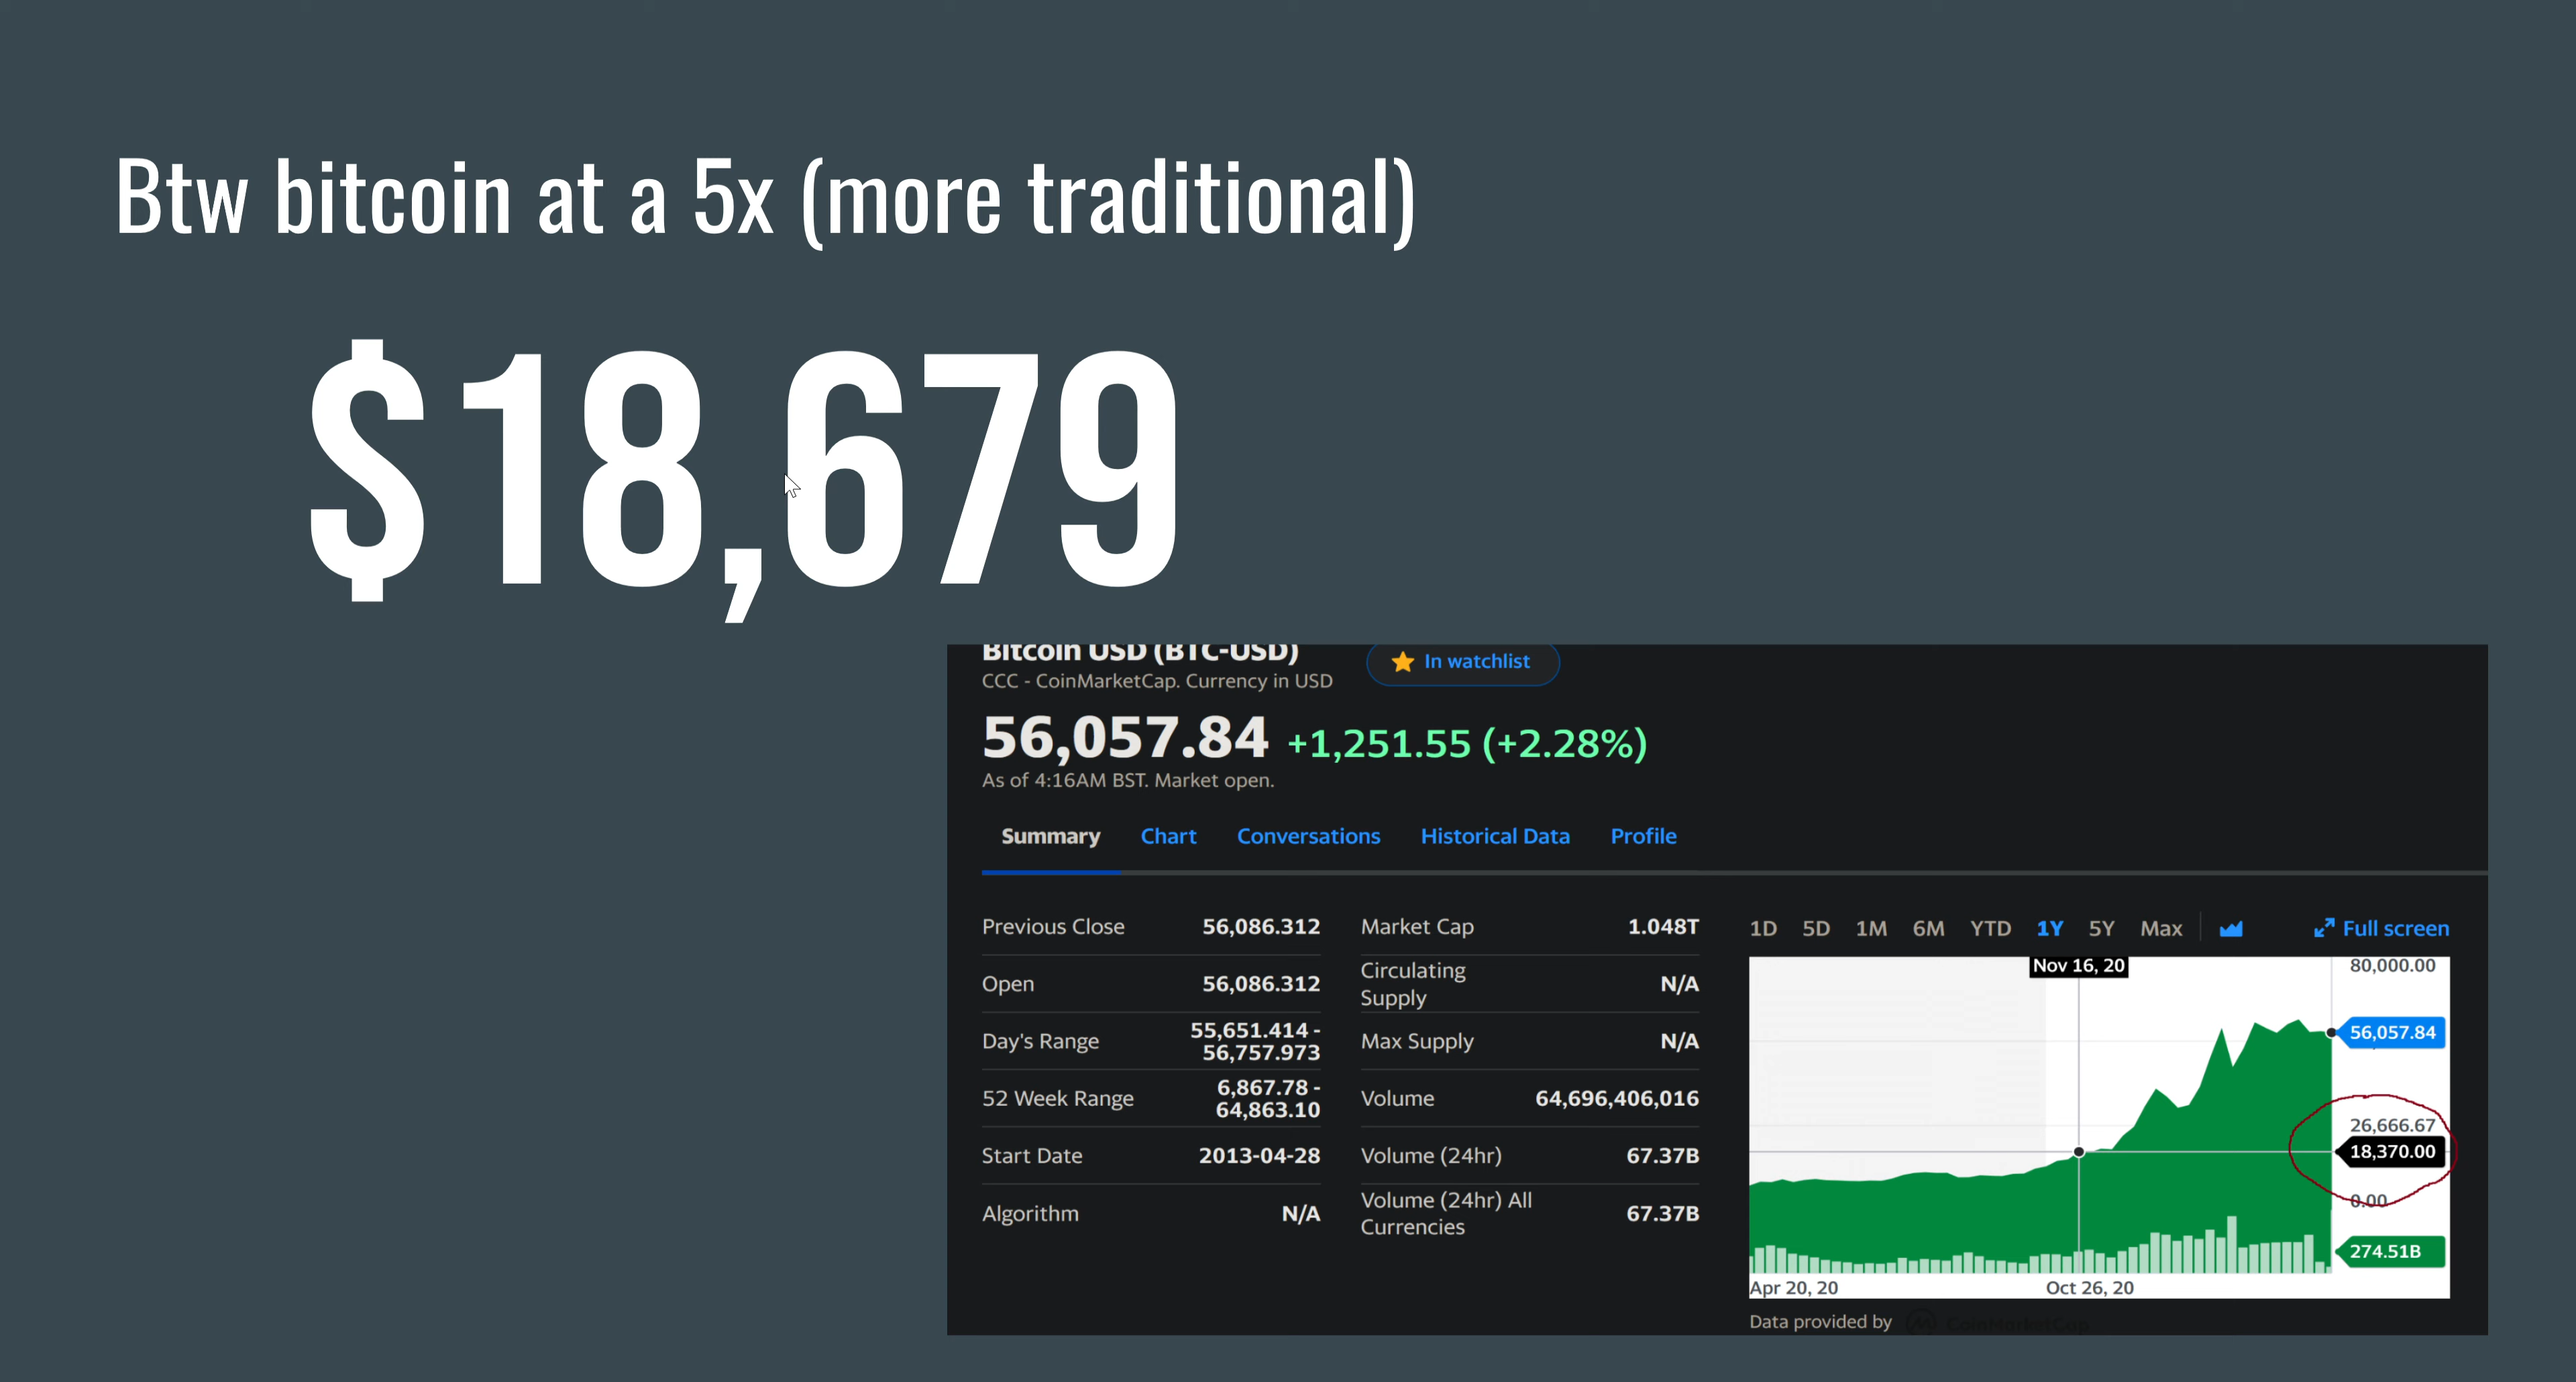 Btw bitcoin at a 5x (more traditional)
$18,679
Bitcoin USD (BTC-USD)
In watchlist
CCC - CoinMarketCap. Currency in USD
56,057.84 +1,251.55 (+2.28%)
As of 4:16AM BST. Market open.
Summary Chart Conversations Historical Data Profile
Previous Close 56,086.312
Open 56,086.312
Day's Range 55,651.414 -
56,757.973
52 Week Range 6,867.78 -
64,863.10
Start Date 2013-04-28
Algorithm N/A
Market Cap 1.048T
Circulating
Supply N/A
Max Supply N/A
Volume 64,696,406,016
Volume (24hr) 67.37B
Volume (24hr) All
Currencies 67.37B
1D 5D 1M 6M YTD 1Y 5Y Max Full screen
Nov 16, 20
80,000.00
56,057.84
26,666.67
18,370.00
0.00
274.51B
Apr 20, 20 Oct 26, 20
Data provided by CoinMarketCap